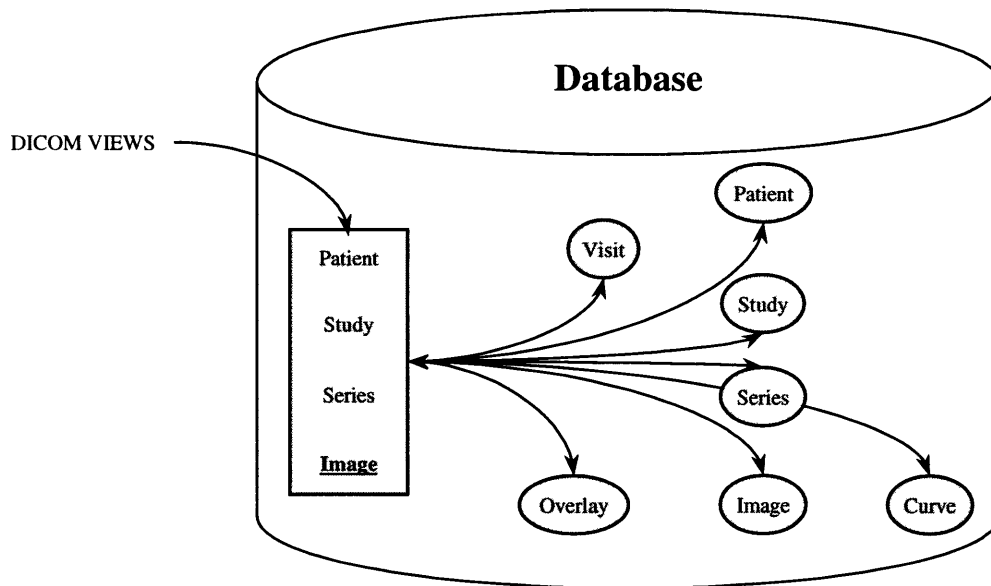 Database
DICOM VIEWS
Patient
Study
Series
Image
Visit
Patient
Study
Series
Overlay
Image
Curve